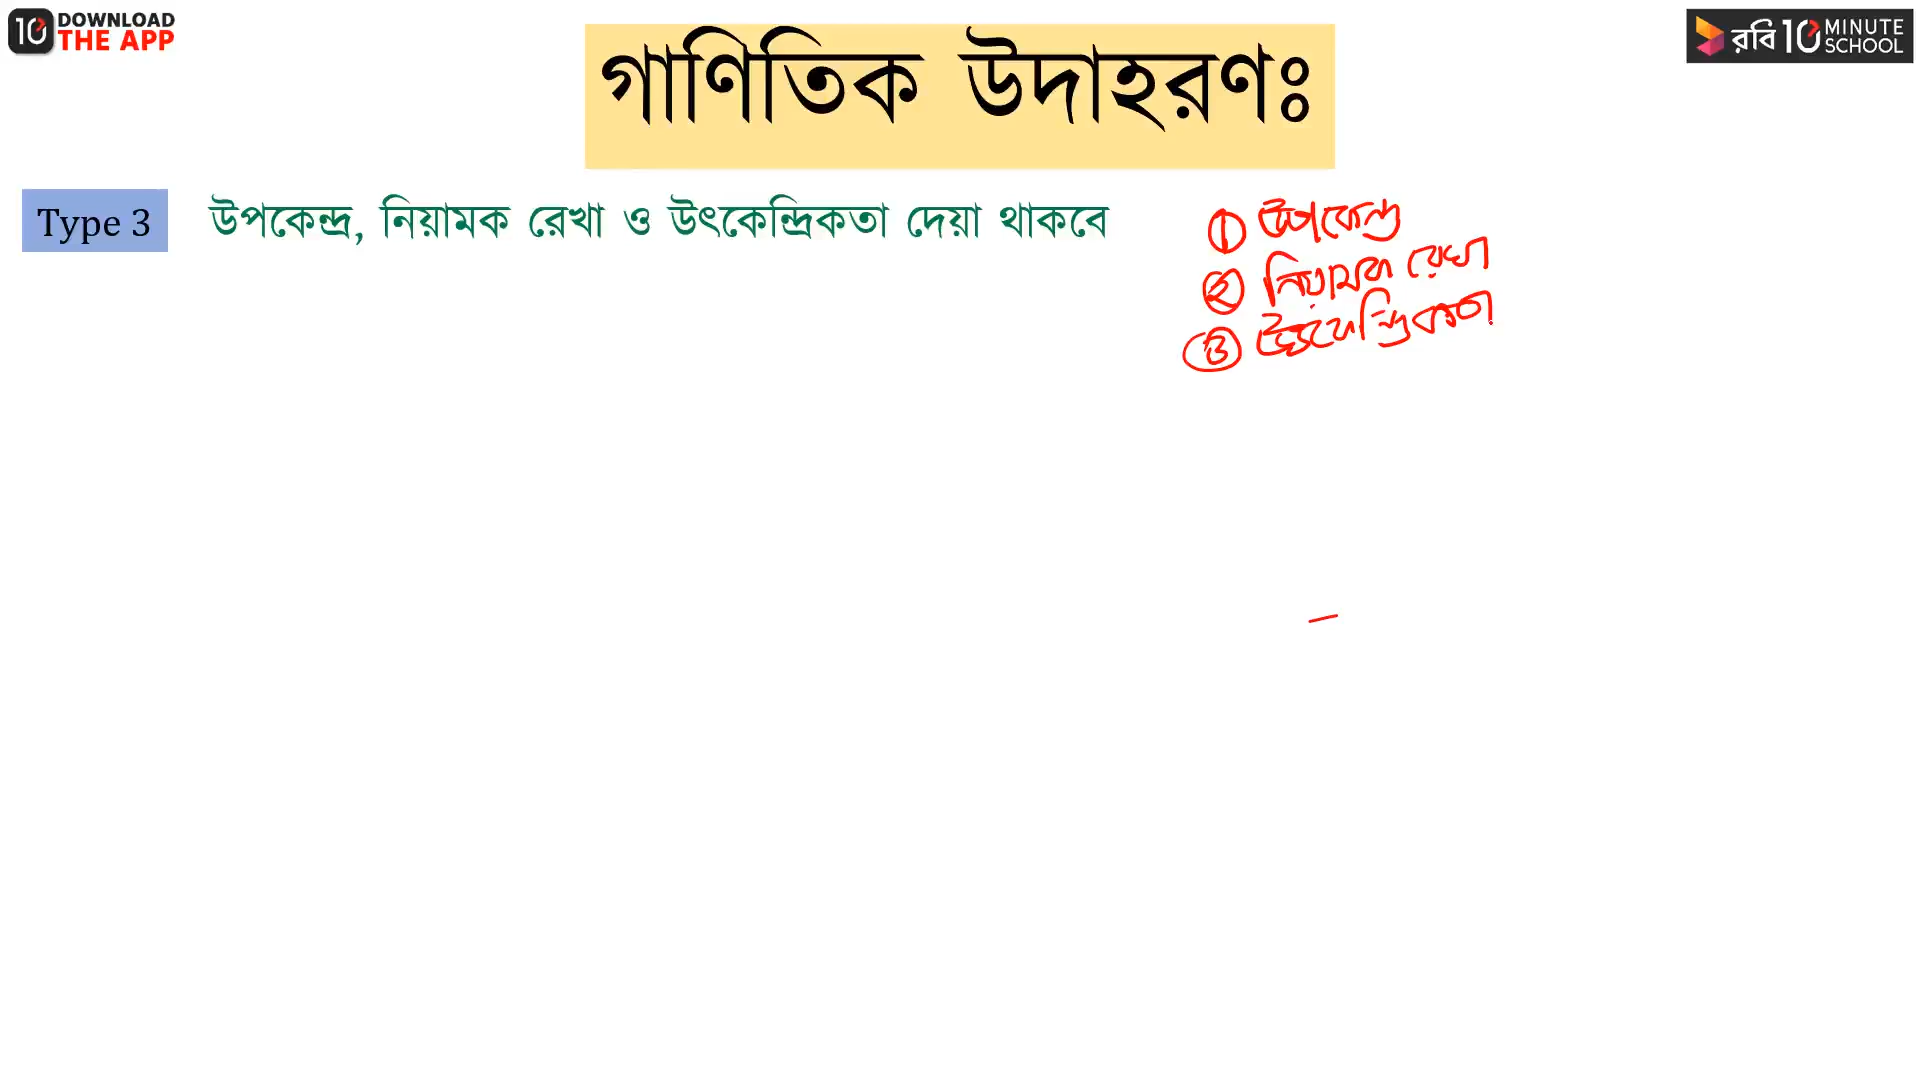 DOWNLOAD
THE APP
গাণিতিক উদাহরণঃ
রবি 10 MINUTE SCHOOL
Type 3 উপকেন্দ্র, নিয়ামক রেখা ও উৎকেন্দ্রিকতা দেয়া থাকবে
① উপকেন্দ্র
② নিয়ামক রেখা
③ উৎকেন্দ্রিকতা